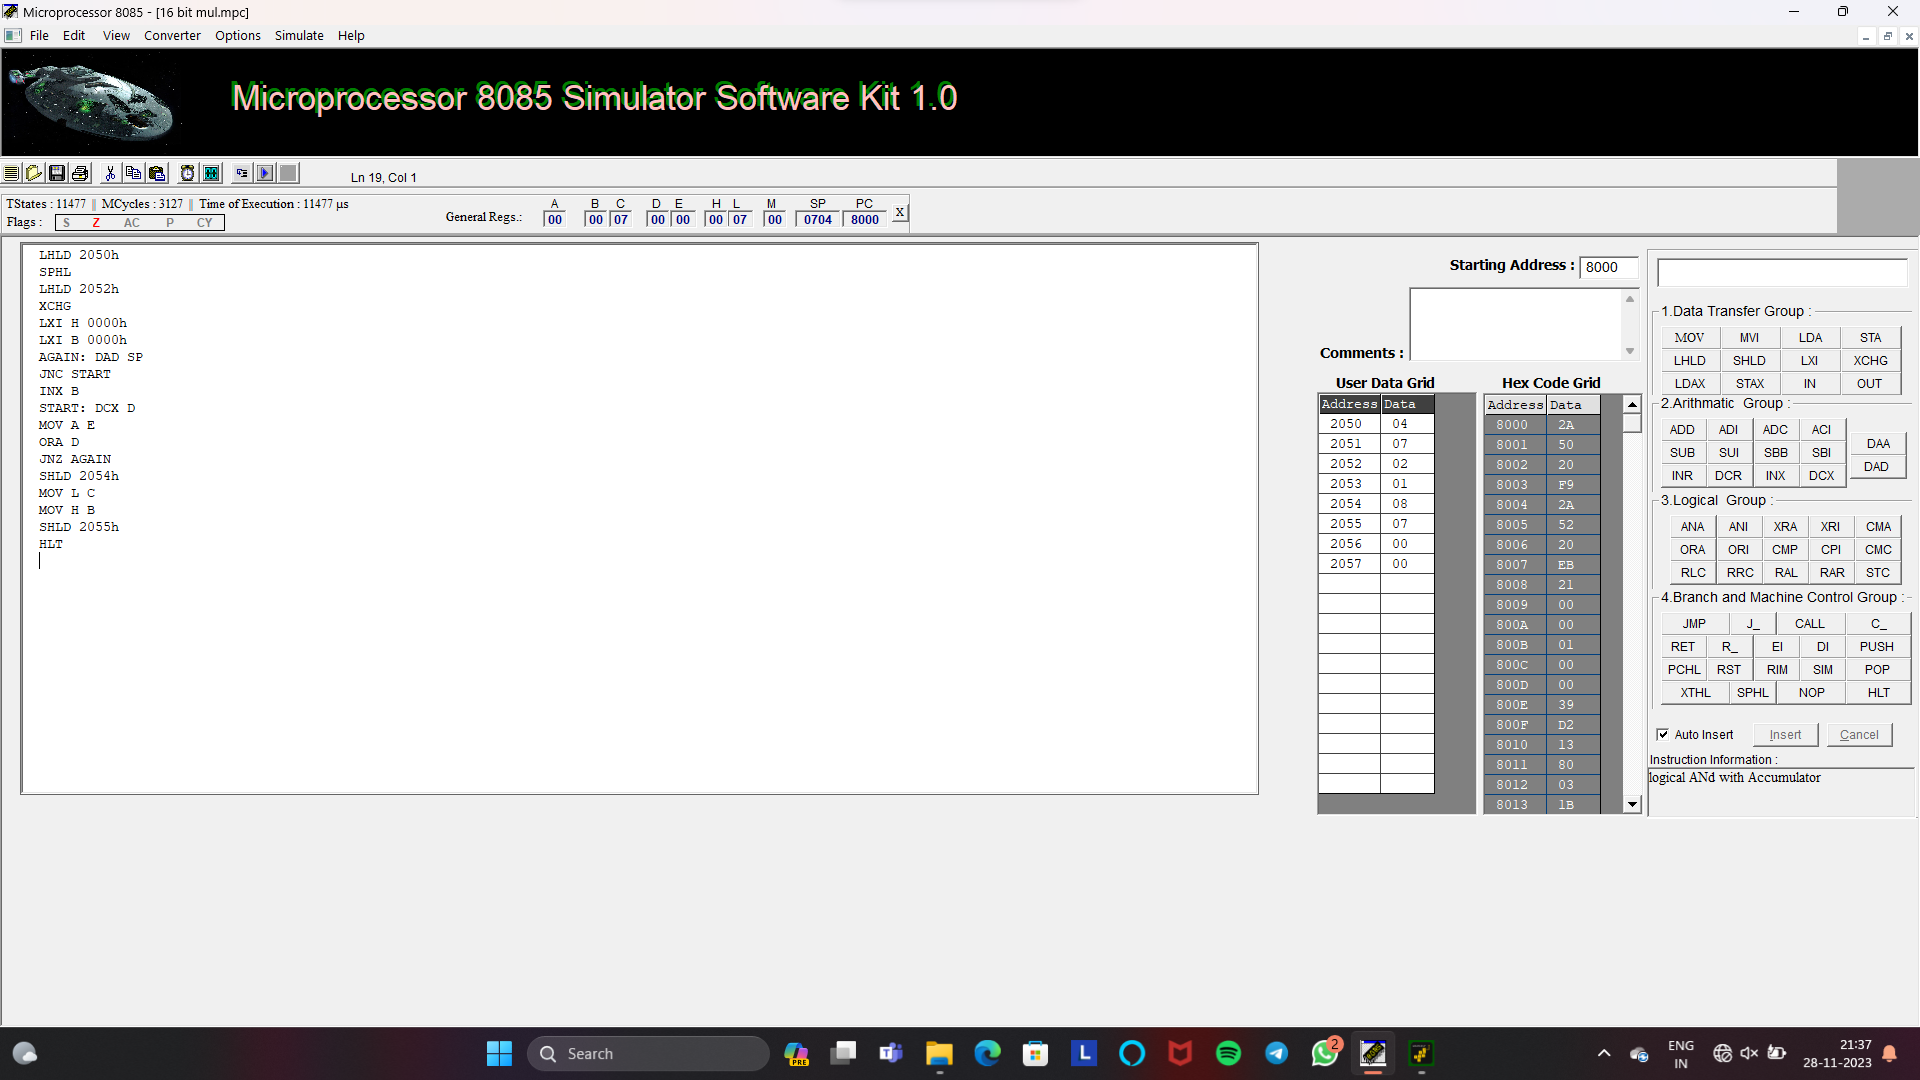 Microprocessor 8085 - [16 bit mul.mpc]
File Edit View Converter Options Simulate Help
Microprocessor 8085 Simulator Software Kit 1.0
Ln 19, Col 1
TStates : 11477 MCycles : 3127 Time of Execution : 11477 µs
Flags : S Z AC P CY
General Regs.:
A B C D E H L M SP PC
00 00 07 00 00 00 07 00 0704 8000 X
LHLD 2050h
SPHL
LHLD 2052h
XCHG
LXI H 0000h
LXI B 0000h
AGAIN: DAD SP
JNC START
INX B
START: DCX D
MOV A E
ORA D
JNZ AGAIN
SHLD 2054h
MOV L C
MOV H B
SHLD 2055h
HLT
Starting Address : 8000
Comments :
User Data Grid
Address Data
2050 04
2051 07
2052 02
2053 01
2054 08
2055 07
2056 00
2057 00
Hex Code Grid
Address Data
8000 2A
8001 50
8002 20
8003 F9
8004 2A
8005 52
8006 20
8007 EB
8008 21
8009 00
800A 00
800B 01
800C 00
800D 00
800E 39
800F D2
8010 13
8011 80
8012 03
8013 1B
1.Data Transfer Group :
MOV MVI LDA STA
LHLD SHLD LXI XCHG
LDAX STAX IN OUT
2.Arithmatic Group :
ADD ADI ADC ACI
SUB SUI SBB SBI
INR DCR INX DCX
DAA
DAD
3.Logical Group :
ANA ANI XRA XRI CMA
ORA ORI CMP CPI CMC
RLC RRC RAL RAR STC
4.Branch and Machine Control Group :
JMP J_ CALL C_
RET R_ EI DI PUSH
PCHL RST RIM SIM POP
XTHL SPHL NOP HLT
Auto Insert Insert Cancel
Instruction Information :
logical ANd with Accumulator
Search
PRE
L
2
ENG
IN
21:37
28-11-2023